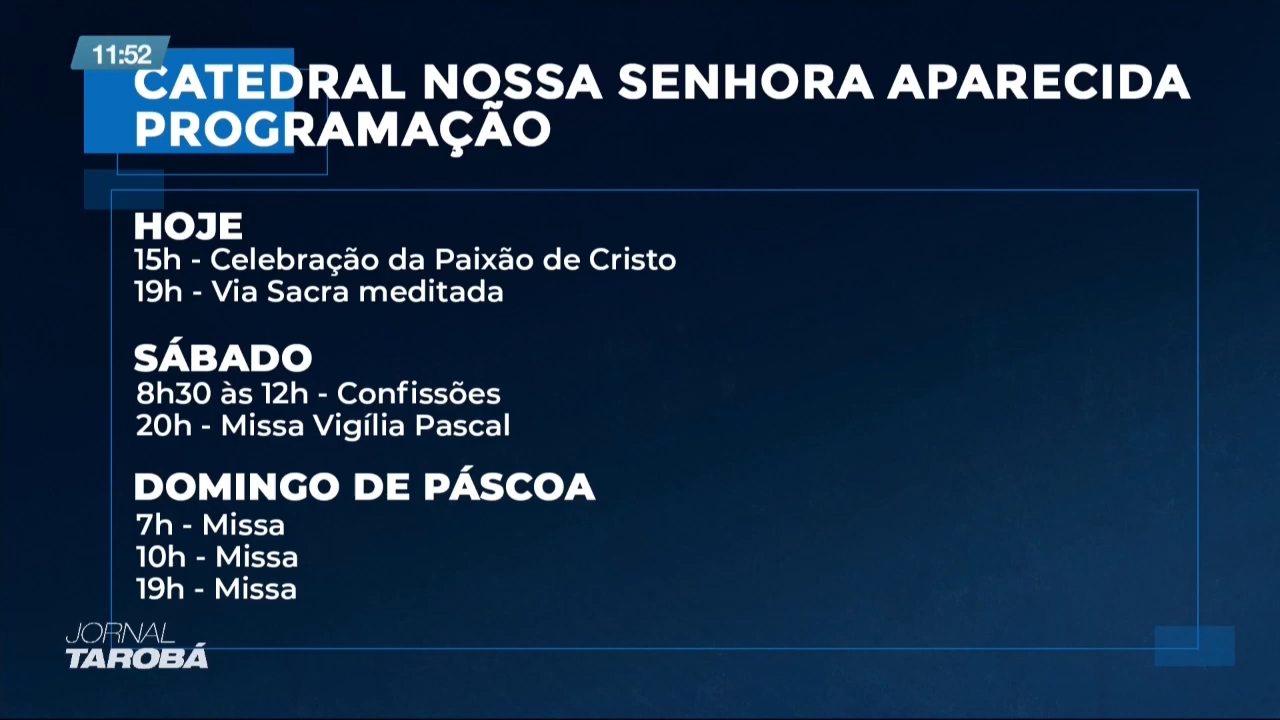 11:52
CATEDRAL NOSSA SENHORA APARECIDA
PROGRAMAÇÃO
HOJE
15h - Celebração da Paixão de Cristo
19h - Via Sacra meditada
SÁBADO
8h30 às 12h - Confissões
20h - Missa Vigília Pascal
DOMINGO DE PÁSCOA
7h - Missa
10h - Missa
19h - Missa
JORNAL
TAROBÁ